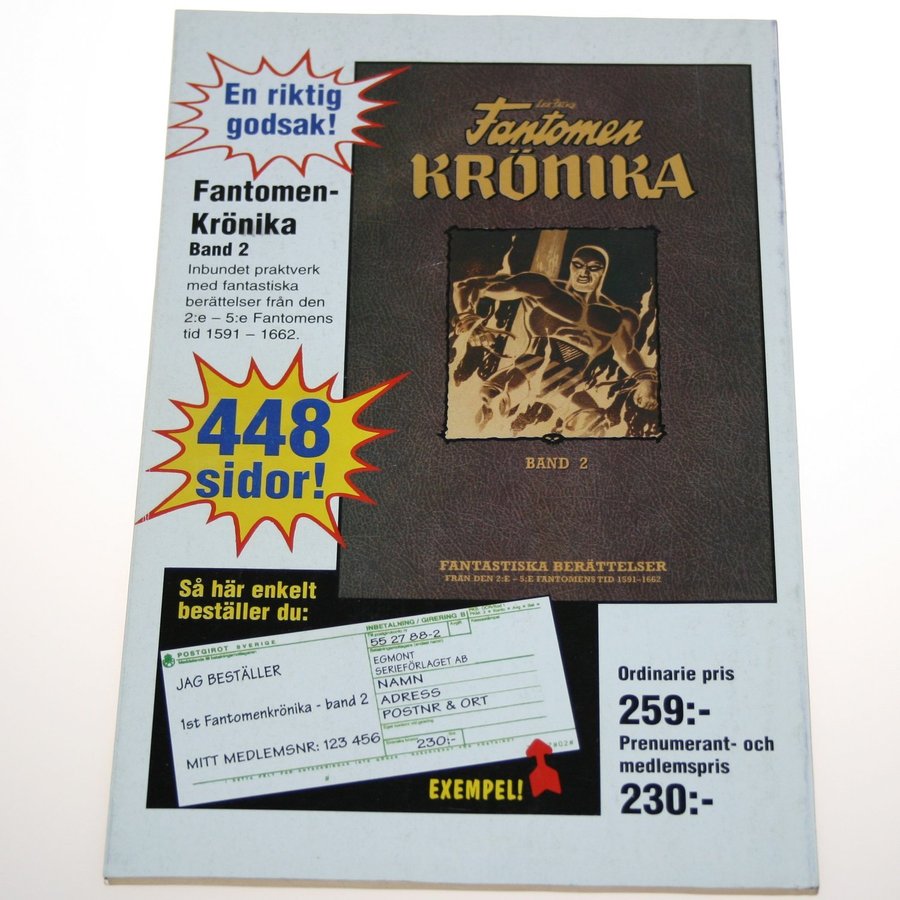 En riktig
godsak!
Fantomen-
Krönika
Band 2
Inbundet praktverk
med fantastiska
berättelser från den
2:e – 5:e Fantomens
tid 1591 – 1662.
448
sidor!
Lee Falks
Fantomen
KRÖNIKA
BAND 2
FANTASTISKA BERÄTTELSER
FRÅN DEN 2:E – 5:E FANTOMENS TID 1591–1662
Så här enkelt
beställer du:
POSTGIROT SVERIGE
INBETALNING / GIRERING B
JAG BESTÄLLER
1st Fantomenkrönika - band 2
MITT MEDLEMSNR: 123 456
55 27 88-2
EGMONT
SERIEFÖRLAGET AB
NAMN
ADRESS
POSTNR & ORT
230;-
EXEMPEL!
Ordinarie pris
259:-
Prenumerant- och
medlemspris
230:-